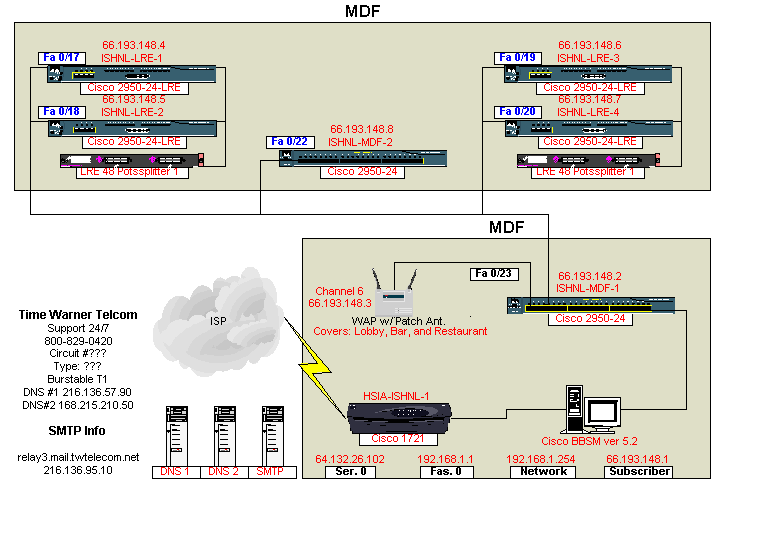 MDF
Fa 0/17
66.193.148.4
ISHNL-LRE-1
Cisco 2950-24-LRE
Fa 0/18
66.193.148.5
ISHNL-LRE-2
Cisco 2950-24-LRE
LRE 48 Potssplitter 1
Fa 0/22
66.193.148.8
ISHNL-MDF-2
Cisco 2950-24
Fa 0/19
66.193.148.6
ISHNL-LRE-3
Cisco 2950-24-LRE
Fa 0/20
66.193.148.7
ISHNL-LRE-4
Cisco 2950-24-LRE
LRE 48 Potssplitter 1
MDF
Fa 0/23
66.193.148.2
ISHNL-MDF-1
Cisco 2950-24
Channel 6
66.193.148.3
WAP w/Patch Ant.
Covers: Lobby, Bar, and Restaurant
ISP
Time Warner Telcom
Support 24/7
800-829-0420
Circuit #???
Type: ???
Burstable T1
DNS #1 216.136.57.90
DNS#2 168.215.210.50
SMTP Info
relay3.mail.twtelecom.net
216.136.95.10
DNS 1
DNS 2
SMTP
HSIA-ISHNL-1
Cisco 1721
Cisco BBSM ver 5.2
64.132.26.102
Ser. 0
192.168.1.1
Fas. 0
192.168.1.254
Network
66.193.148.1
Subscriber